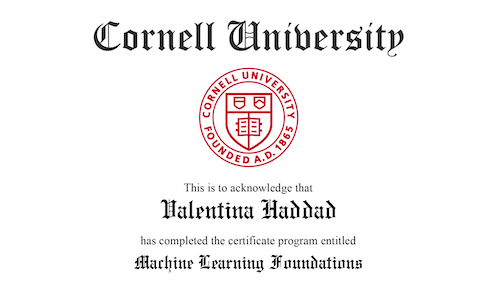 Cornell University
CORNELL UNIVERSITY
FOUNDED A.D. 1865
This is to acknowledge that
Valentina Haddad
has completed the certificate program entitled
Machine Learning Foundations